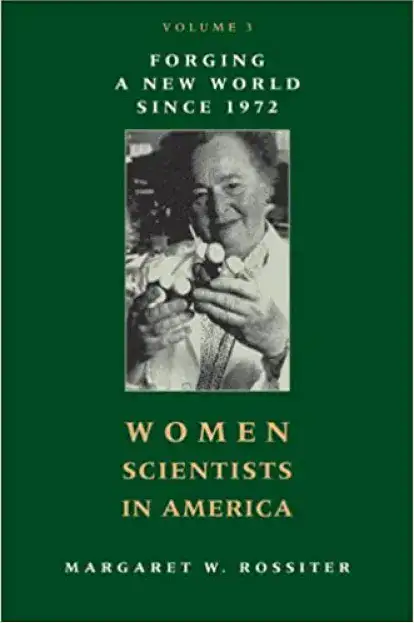 VOLUME 3
FORGING
A NEW WORLD
SINCE 1972
WOMEN
SCIENTISTS
IN AMERICA
MARGARET W. ROSSITER